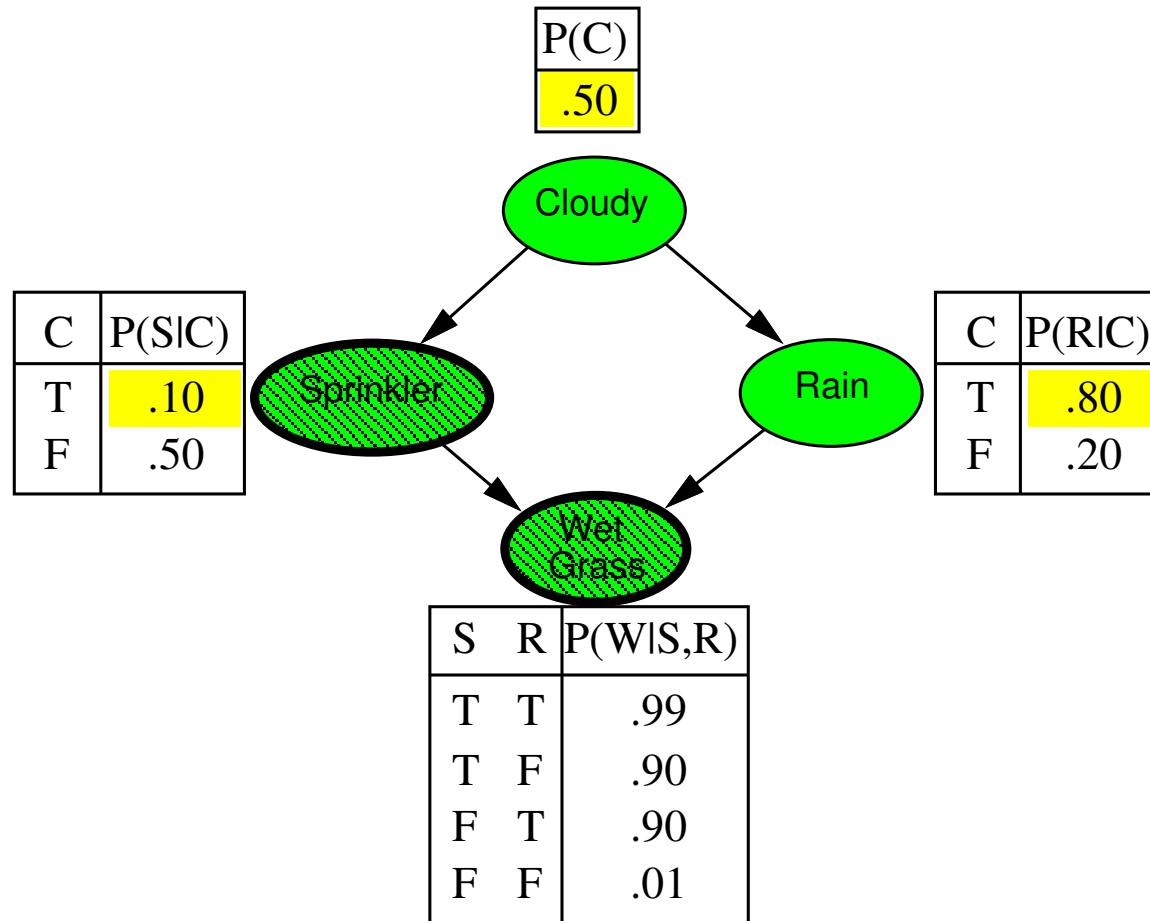 P(C)
.50
Cloudy
C P(S|C)
T .10
F .50
Sprinkler
Rain
C P(R|C)
T .80
F .20
Wet
Grass
S R P(W|S,R)
T T .99
T F .90
F T .90
F F .01